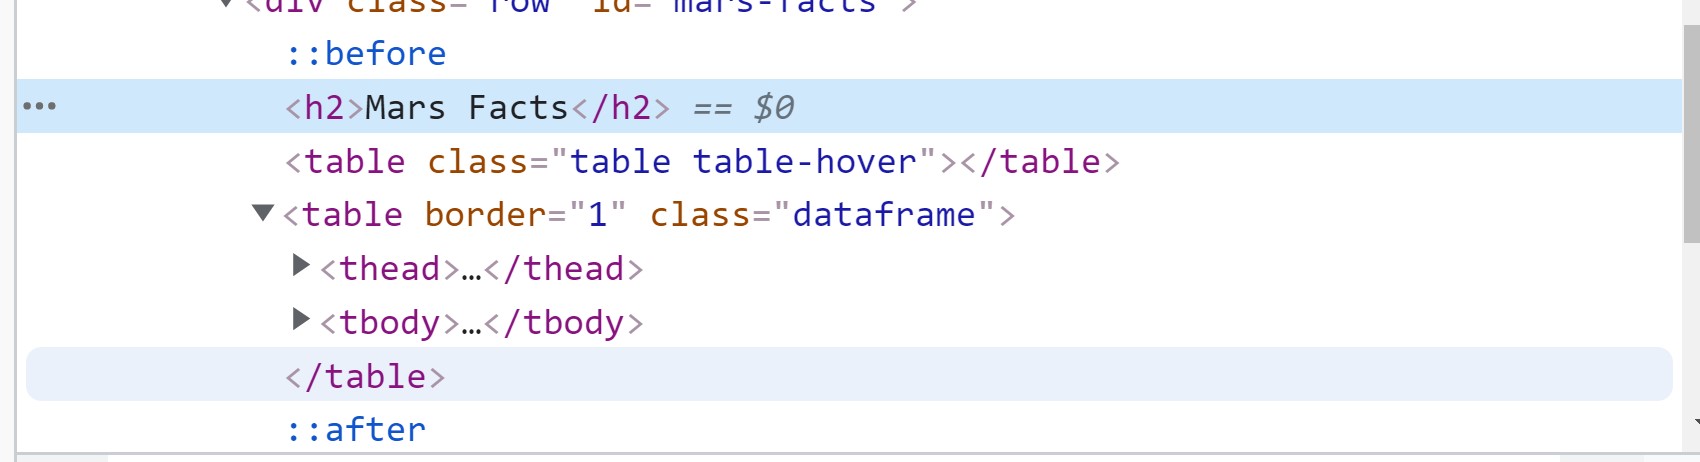 <div class="row" id="mars-facts">
::before
<h2>Mars Facts</h2> == $0
<table class="table table-hover"></table>
<table border="1" class="dataframe">
<thead>…</thead>
<tbody>…</tbody>
</table>
::after